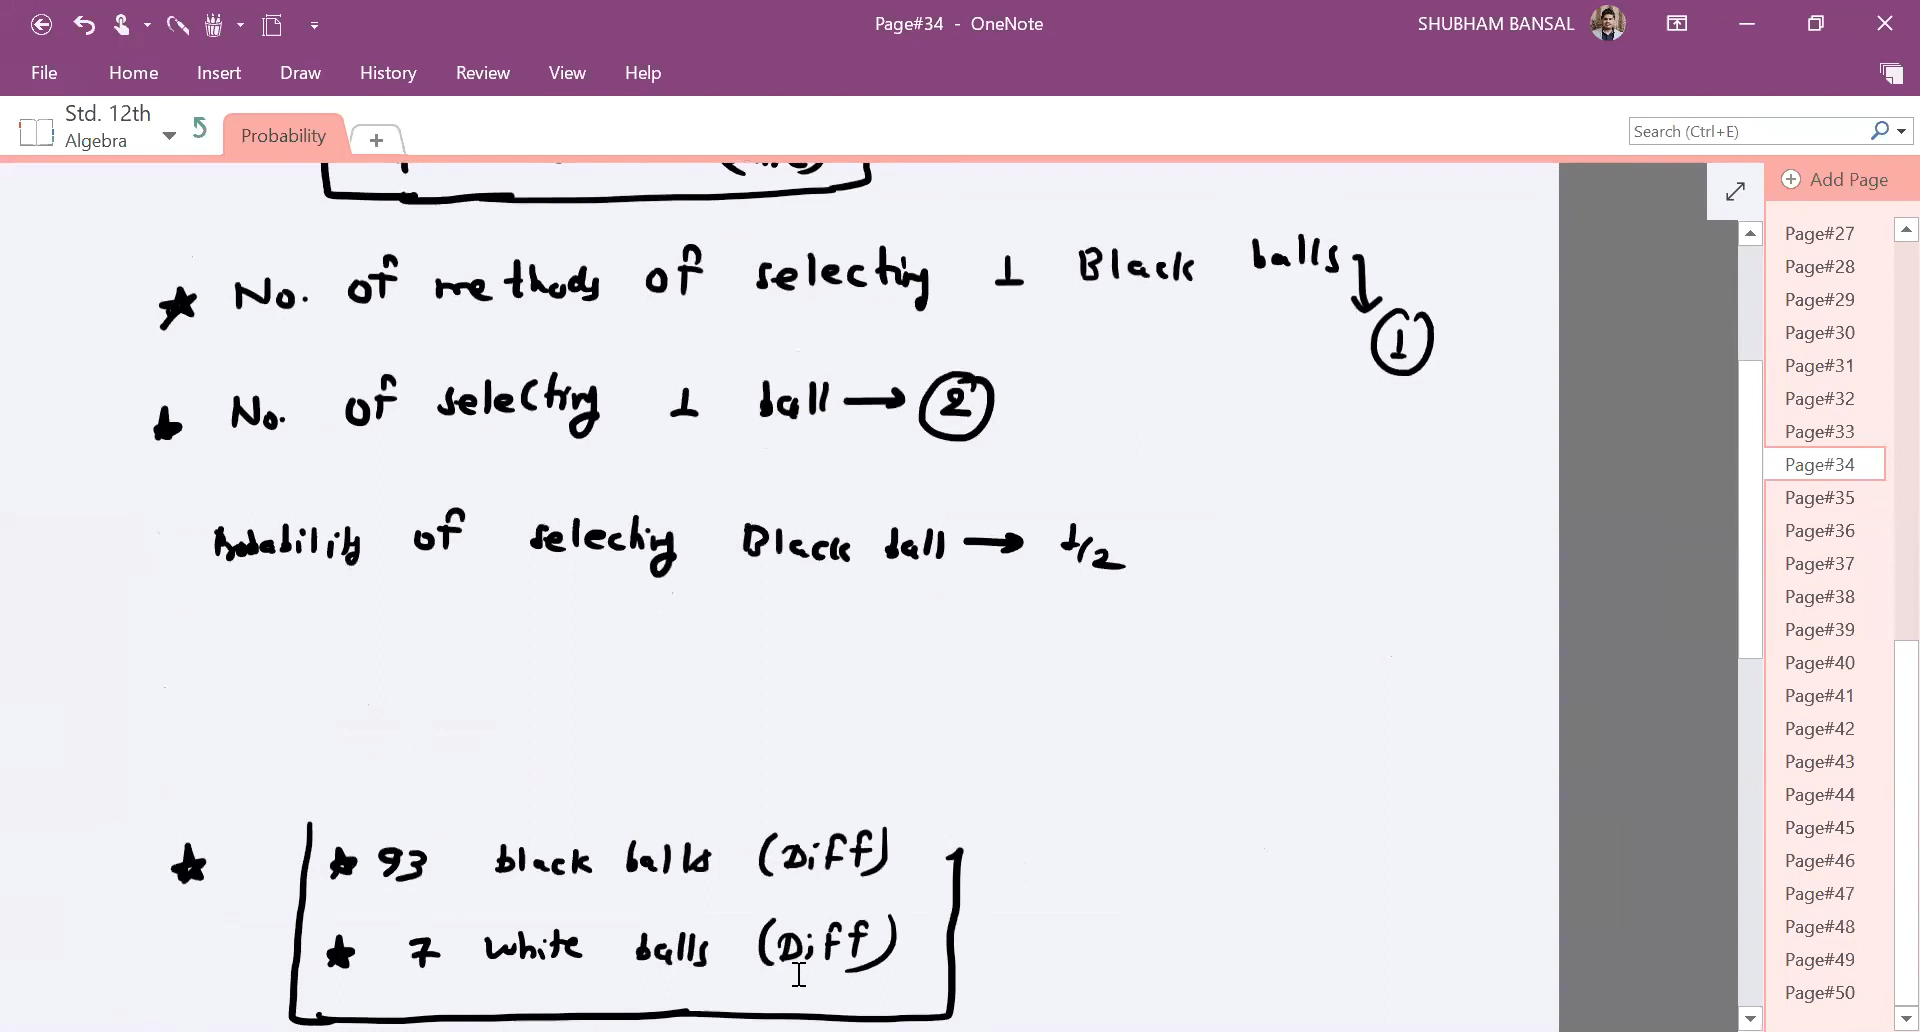 Page#34 - OneNote
SHUBHAM BANSAL
File Home Insert Draw History Review View Help
Std. 12th
Algebra
Probability
+
Search (Ctrl+E)
Add Page
★ No. of methods of selecting 1 Black balls → 1
★ No. of selecting 1 ball → 2
Probability of selecting Black ball → 1/2
★
★ 93 black balls (Diff)
★ 7 white balls (Diff)
Page#27
Page#28
Page#29
Page#30
Page#31
Page#32
Page#33
Page#34
Page#35
Page#36
Page#37
Page#38
Page#39
Page#40
Page#41
Page#42
Page#43
Page#44
Page#45
Page#46
Page#47
Page#48
Page#49
Page#50